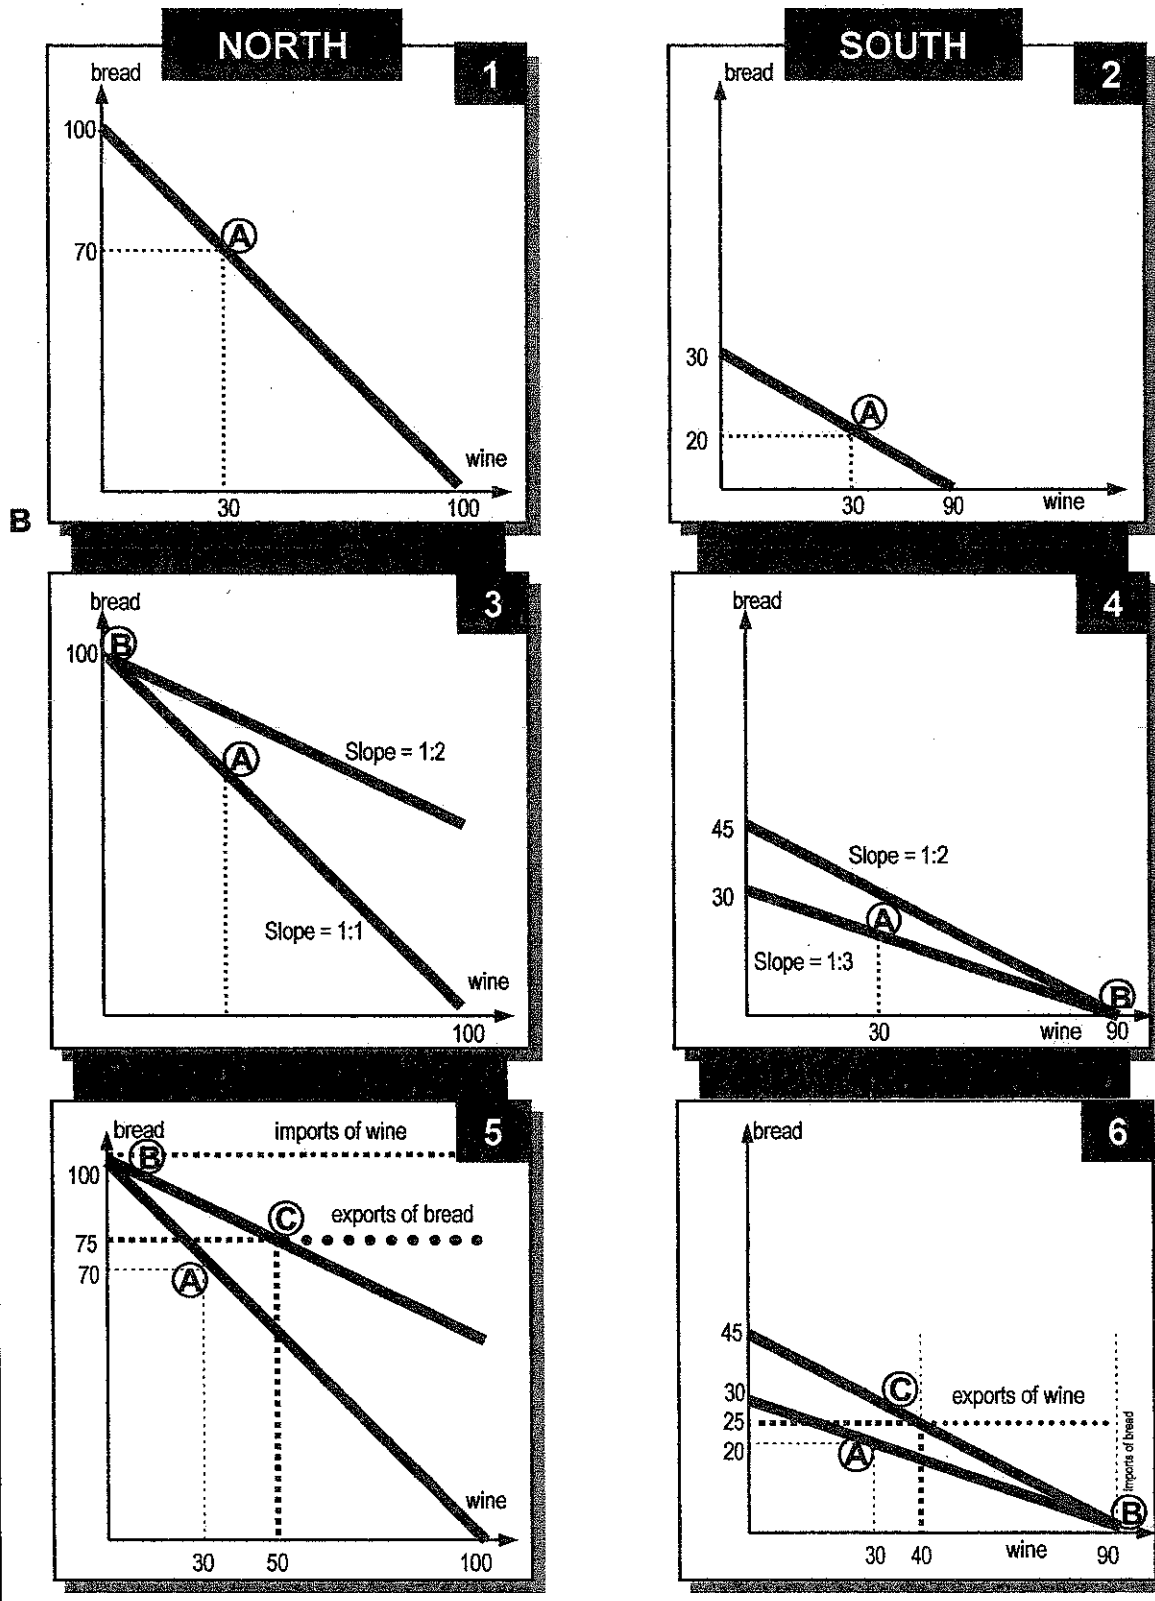 NORTH
1
bread
100
70
A
wine
30
100
SOUTH
2
bread
30
20
A
30
90
wine
B
3
bread
100
B
Slope = 1:2
A
Slope = 1:1
wine
100
4
bread
45
Slope = 1:2
30
A
Slope = 1:3
B
30
wine
90
5
bread
imports of wine
100
B
C
exports of bread
75
70
A
wine
30
50
100
6
bread
45
C
30
exports of wine
25
20
A
Imports of bread
B
30
40
wine
90